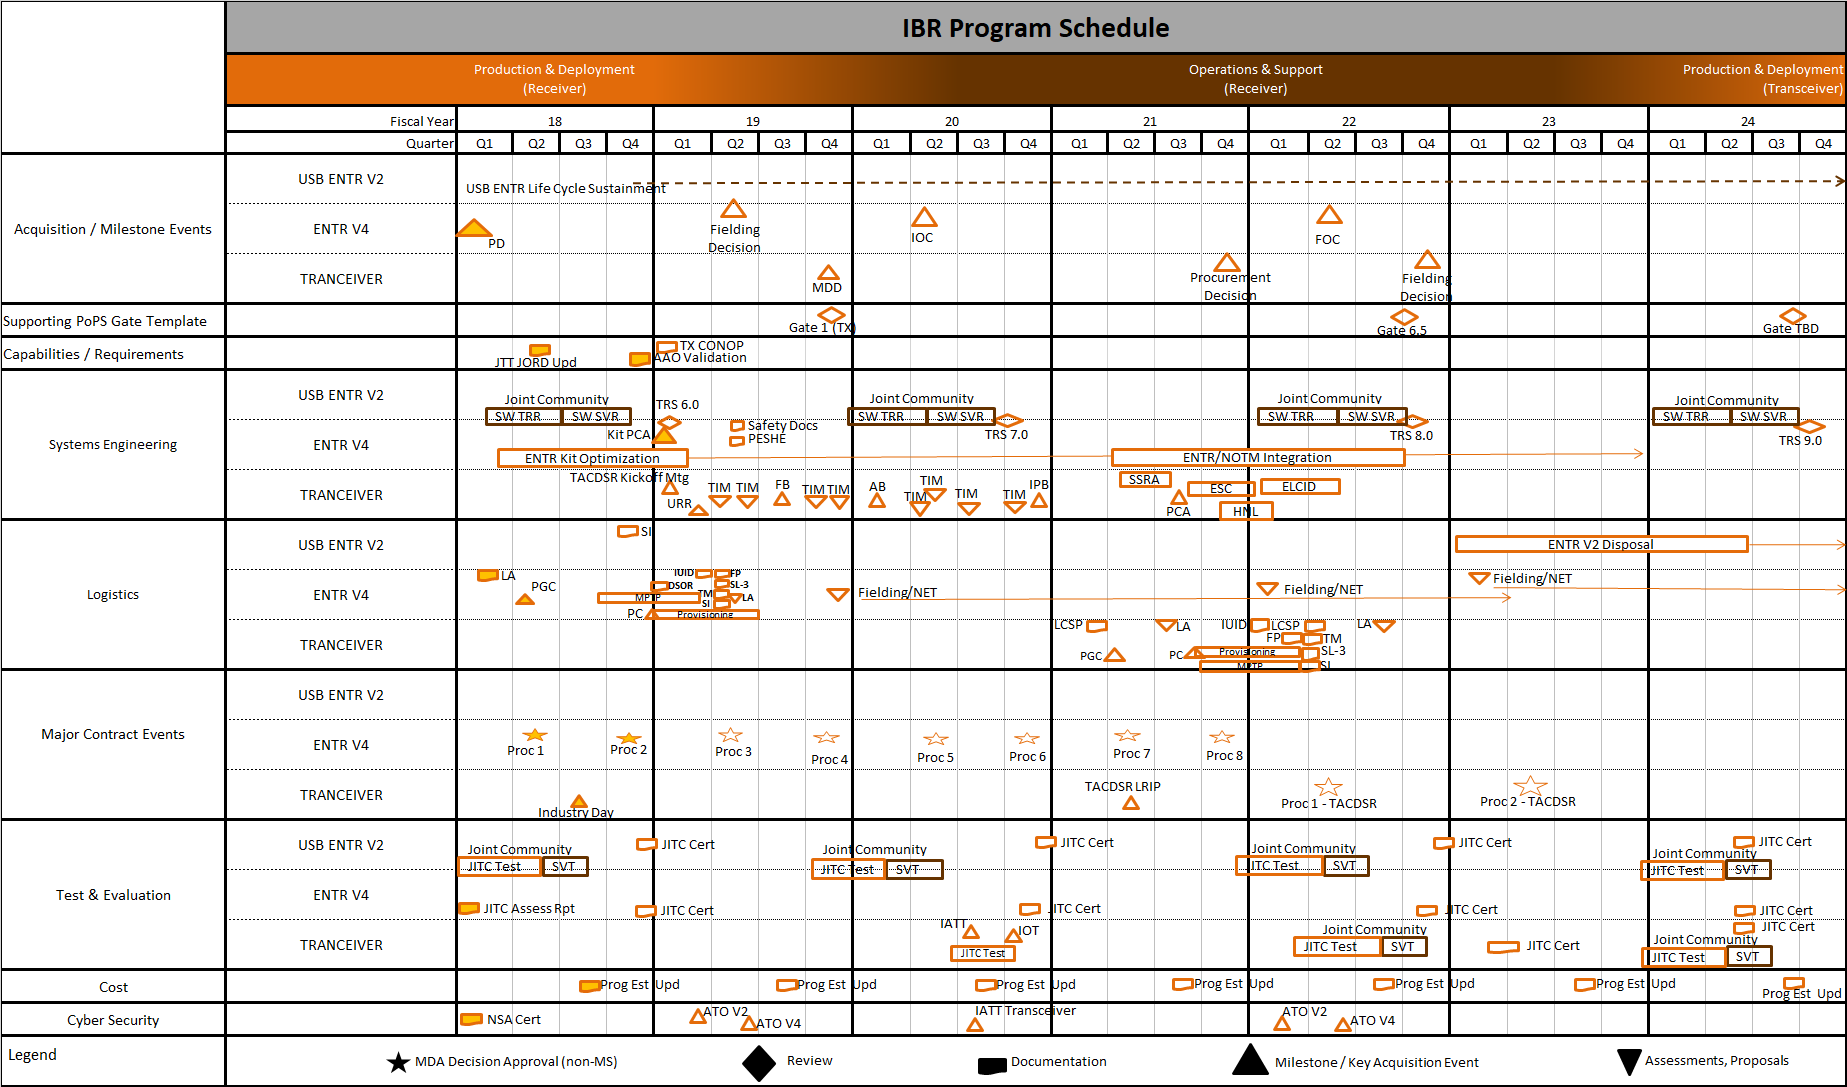 IBR Program Schedule
Production & Deployment
(Receiver)
Operations & Support
(Receiver)
Production & Deployment
(Transceiver)
Fiscal Year 18 19 20 21 22 23 24
Quarter Q1 Q2 Q3 Q4 Q1 Q2 Q3 Q4 Q1 Q2 Q3 Q4 Q1 Q2 Q3 Q4 Q1 Q2 Q3 Q4 Q1 Q2 Q3 Q4 Q1 Q2 Q3 Q4
Acquisition / Milestone Events
USB ENTR V2
USB ENTR Life Cycle Sustainment
ENTR V4
PD
Fielding
Decision
IOC
FOC
TRANCEIVER
MDD
Procurement
Decision
Fielding
Decision
Supporting PoPS Gate Template
Gate 1 (TX)
Gate 6.5
Gate TBD
Capabilities / Requirements
JTT JORD Upd
TX CONOP
AAO Validation
Systems Engineering
USB ENTR V2
Joint Community
SW TRR SW SVR
TRS 6.0
Joint Community
SW TRR SW SVR
TRS 7.0
Joint Community
SW TRR SW SVR
TRS 8.0
Joint Community
SW TRR SW SVR
TRS 9.0
ENTR V4
Kit PCA
Safety Docs
PESHE
ENTR Kit Optimization
ENTR/NOTM Integration
TRANCEIVER
TACDSR Kickoff Mtg
URR
TIM
TIM
FB
TIM
TIM
AB
TIM
TIM
TIM
TIM
IPB
SSRA
PCA
ESC
HNL
ELCID
Logistics
USB ENTR V2
SI
ENTR V2 Disposal
ENTR V4
LA
PGC
MPTP
PC
DSOR
IUID
FP
SL-3
TM
LA
SI
Provisioning
Fielding/NET
Fielding/NET
Fielding/NET
TRANCEIVER
LCSP
PGC
LA
PC
IUID
LCSP
FP
TM
Provisioning
SL-3
MPTP
SI
LA
Major Contract Events
USB ENTR V2
ENTR V4
Proc 1
Proc 2
Proc 3
Proc 4
Proc 5
Proc 6
Proc 7
Proc 8
TRANCEIVER
Industry Day
TACDSR LRIP
Proc 1 - TACDSR
Proc 2 - TACDSR
Test & Evaluation
USB ENTR V2
Joint Community
JITC Test SVT
JITC Cert
Joint Community
JITC Test SVT
JITC Cert
Joint Community
JITC Test SVT
JITC Cert
Joint Community
JITC Test SVT
JITC Cert
ENTR V4
JITC Assess Rpt
JITC Cert
JITC Cert
JITC Cert
JITC Cert
TRANCEIVER
IATT
IOT
JITC Test
Joint Community
JITC Test SVT
JITC Cert
JITC Cert
Joint Community
JITC Test SVT
Cost
Prog Est Upd
Prog Est Upd
Prog Est Upd
Prog Est Upd
Prog Est Upd
Prog Est Upd
Prog Est Upd
Cyber Security
NSA Cert
ATO V2
ATO V4
IATT Transceiver
ATO V2
ATO V4
Legend
MDA Decision Approval (non-MS)
Review
Documentation
Milestone / Key Acquisition Event
Assessments, Proposals